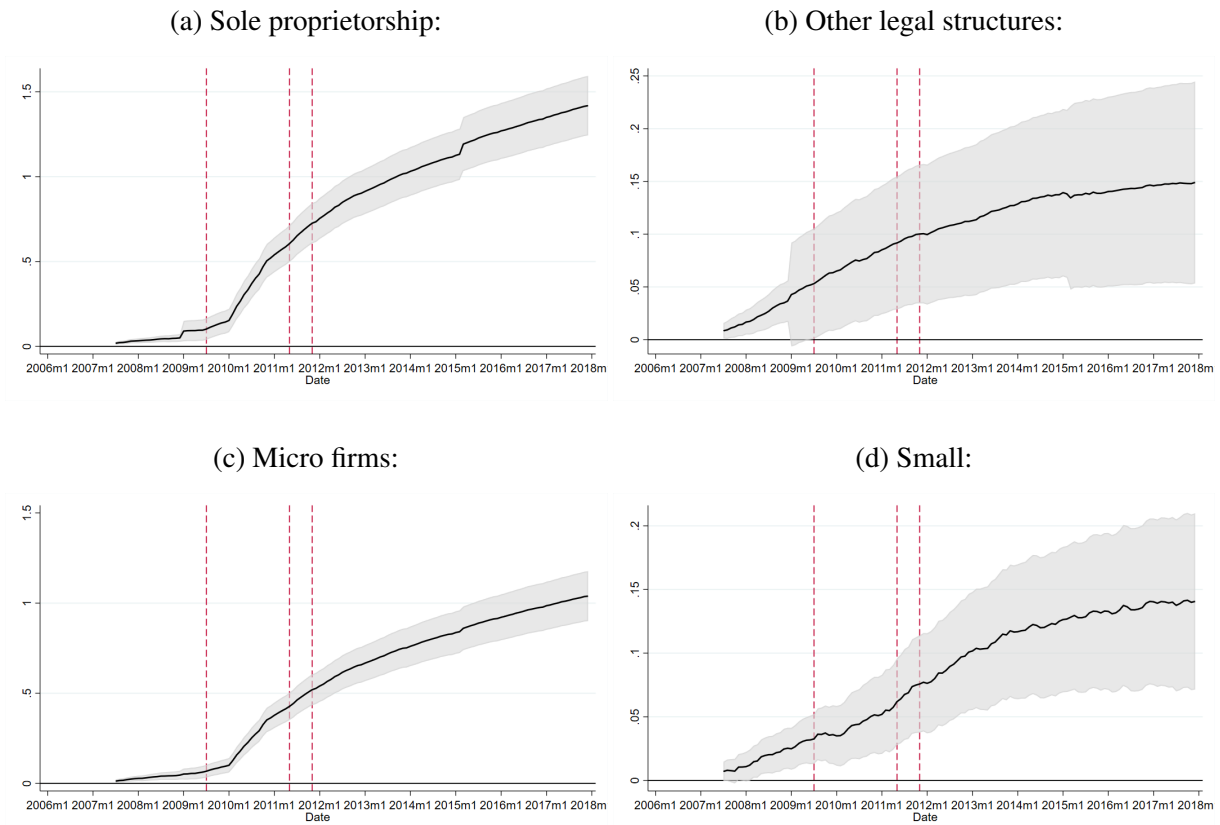 (a) Sole proprietorship:
0 .5 1 1.5
2006m1 2007m1 2008m1 2009m1 2010m1 2011m1 2012m1 2013m1 2014m1 2015m1 2016m1 2017m1 2018m1
Date
(b) Other legal structures:
0 .05 .1 .15 .2 .25
2006m1 2007m1 2008m1 2009m1 2010m1 2011m1 2012m1 2013m1 2014m1 2015m1 2016m1 2017m1 2018m
Date
(c) Micro firms:
0 .5 1 1.5
2006m1 2007m1 2008m1 2009m1 2010m1 2011m1 2012m1 2013m1 2014m1 2015m1 2016m1 2017m1 2018m1
Date
(d) Small:
0 .05 .1 .15 .2
2006m1 2007m1 2008m1 2009m1 2010m1 2011m1 2012m1 2013m1 2014m1 2015m1 2016m1 2017m1 2018m
Date